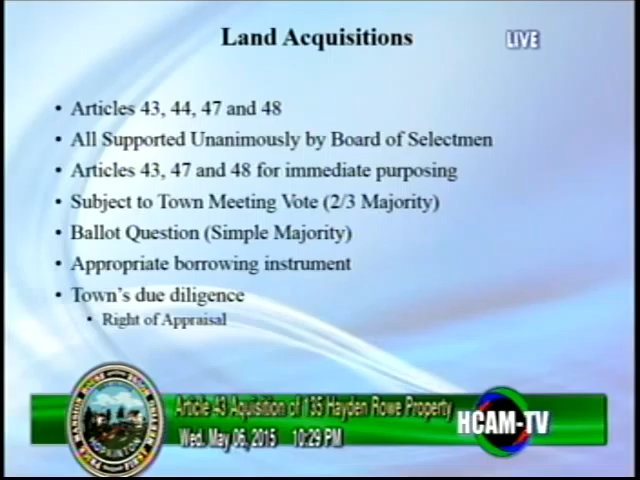 Land Acquisitions
LIVE
• Articles 43, 44, 47 and 48
• All Supported Unanimously by Board of Selectmen
• Articles 43, 47 and 48 for immediate purposing
• Subject to Town Meeting Vote (2/3 Majority)
• Ballot Question (Simple Majority)
• Appropriate borrowing instrument
• Town's due diligence
• Right of Appraisal
Article 43 Aquisition of 135 Hayden Rowe Property
Wed. May 06, 2015 10:29 PM
HCAM-TV
HOPKINTON